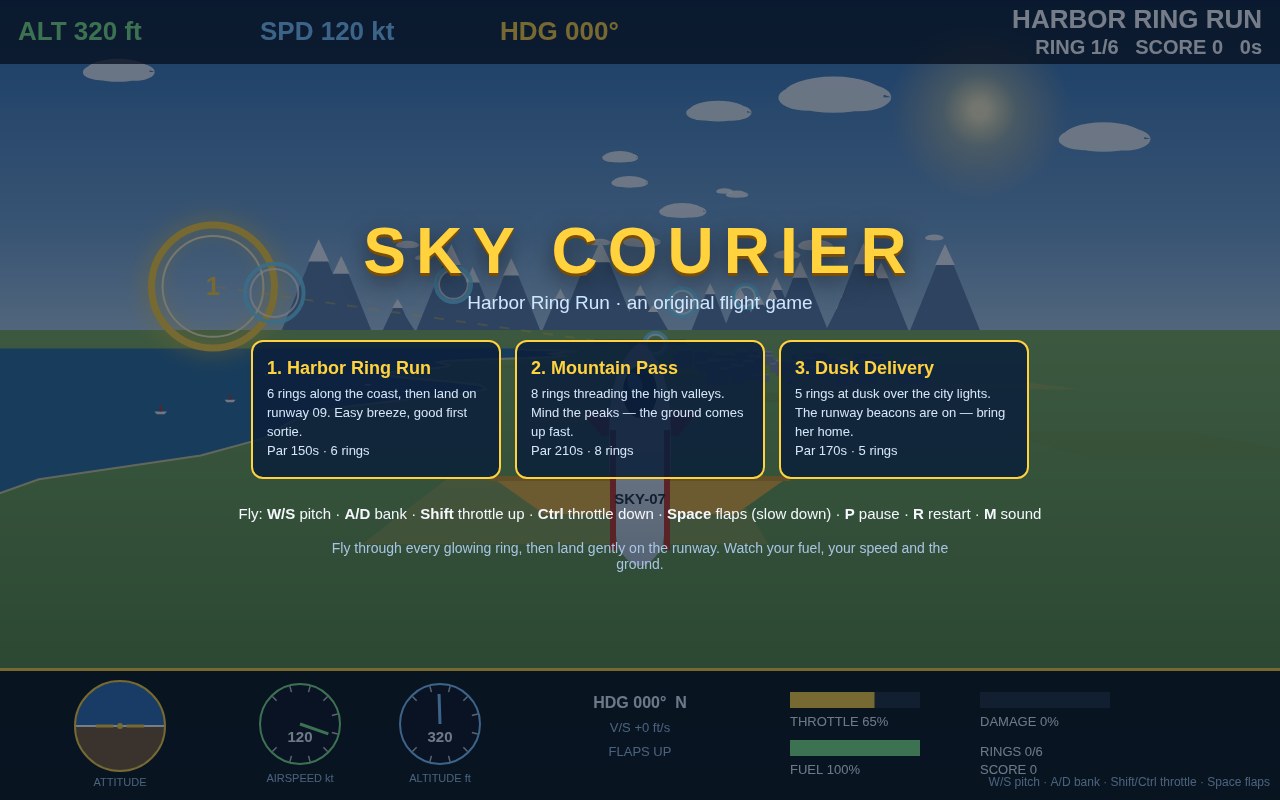 ALT 320 ft SPD 120 kt HDG 000° HARBOR RING RUN
RING 1/6 SCORE 0 0s
1
SKY COURIER
Harbor Ring Run · an original flight game
1. Harbor Ring Run
6 rings along the coast, then land on
runway 09. Easy breeze, good first
sortie.
Par 150s · 6 rings
2. Mountain Pass
8 rings threading the high valleys.
Mind the peaks — the ground comes
up fast.
Par 210s · 8 rings
3. Dusk Delivery
5 rings at dusk over the city lights.
The runway beacons are on — bring
her home.
Par 170s · 5 rings
SKY-07
Fly: W/S pitch · A/D bank · Shift throttle up · Ctrl throttle down · Space flaps (slow down) · P pause · R restart · M sound
Fly through every glowing ring, then land gently on the runway. Watch your fuel, your speed and the
ground.
ATTITUDE
120
AIRSPEED kt
320
ALTITUDE ft
HDG 000° N
V/S +0 ft/s
FLAPS UP
THROTTLE 65%
FUEL 100%
DAMAGE 0%
RINGS 0/6
SCORE 0
W/S pitch · A/D bank · Shift/Ctrl throttle · Space flaps